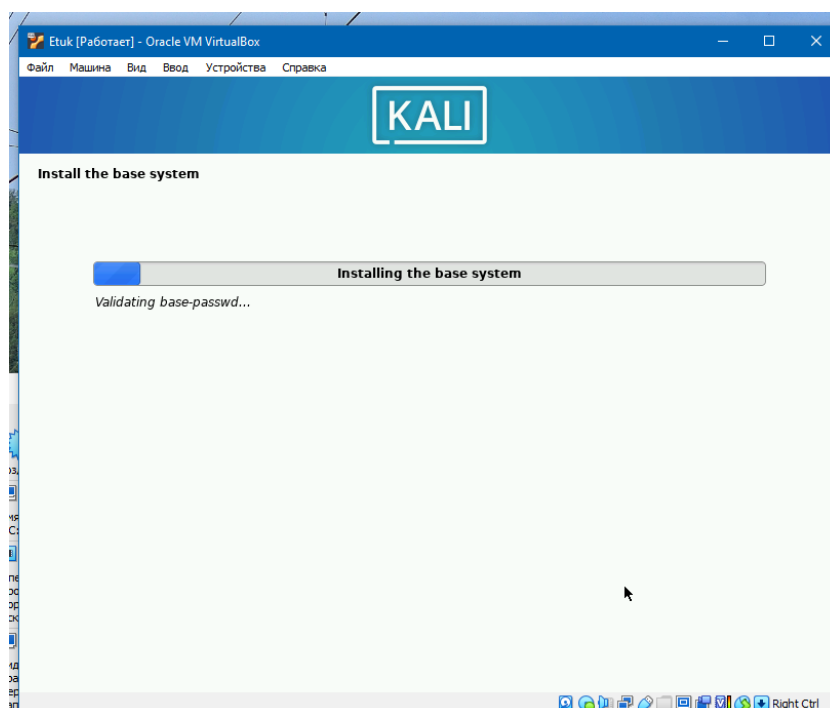 Etuk [Работает] - Oracle VM VirtualBox
Файл Машина Вид Ввод Устройства Справка
KALI
Install the base system
Installing the base system
Validating base-passwd...
Right Ctrl